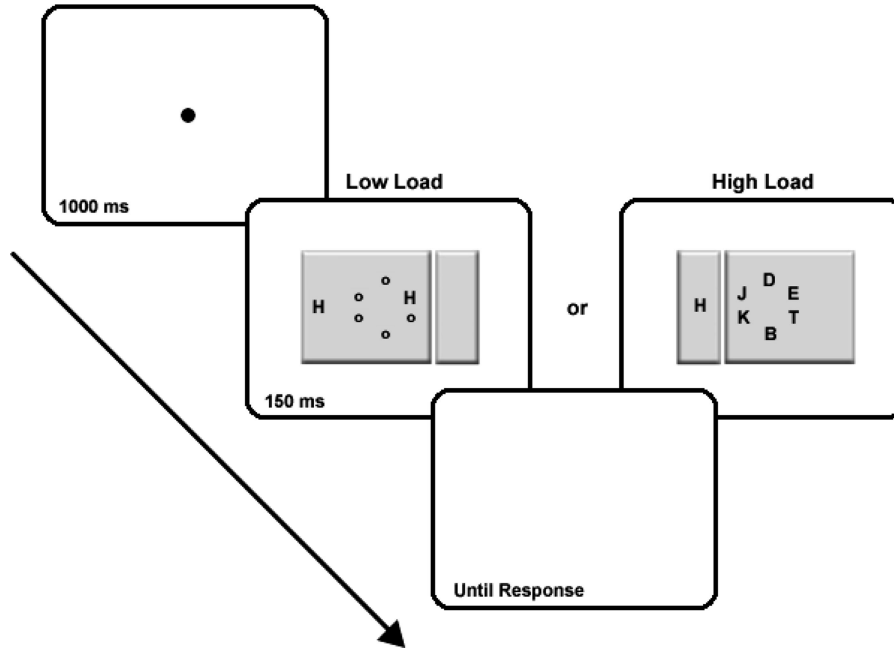 1000 ms
Low Load
H
o
o
o
o
o
H
150 ms
or
High Load
H
J
D
E
K
T
B
Until Response